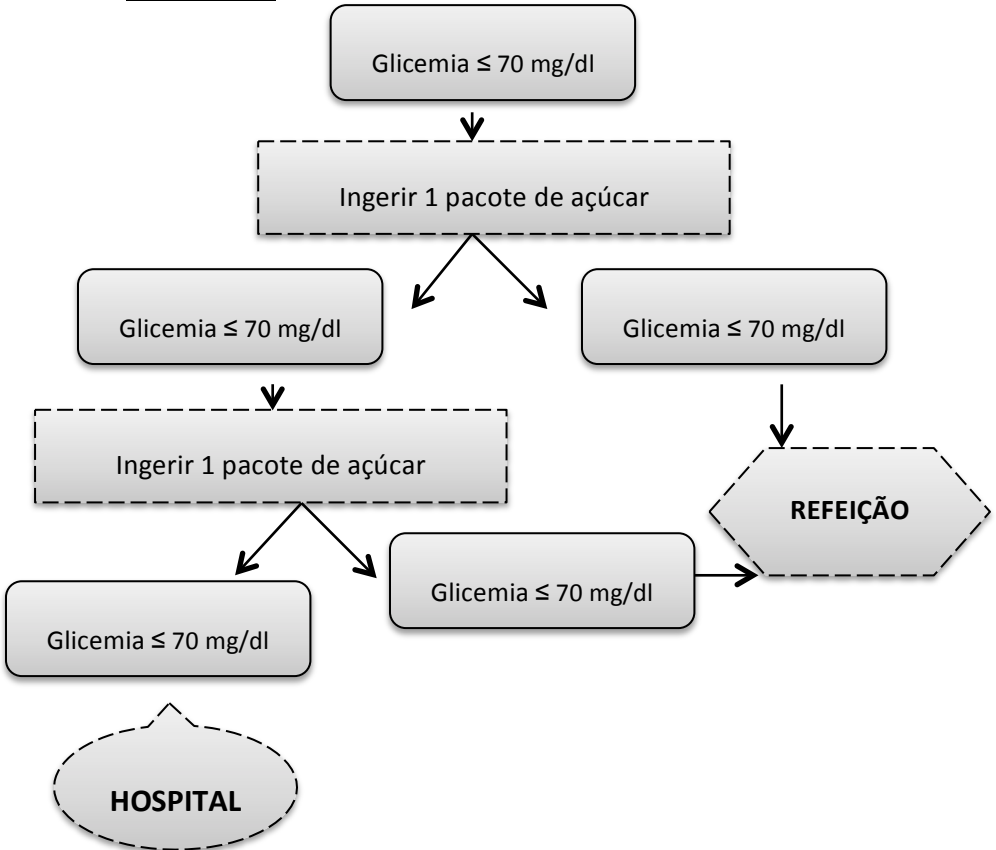 Glicemia ≤ 70 mg/dl
Ingerir 1 pacote de açúcar
Glicemia ≤ 70 mg/dl
Glicemia ≤ 70 mg/dl
Ingerir 1 pacote de açúcar
REFEIÇÃO
Glicemia ≤ 70 mg/dl
Glicemia ≤ 70 mg/dl
HOSPITAL